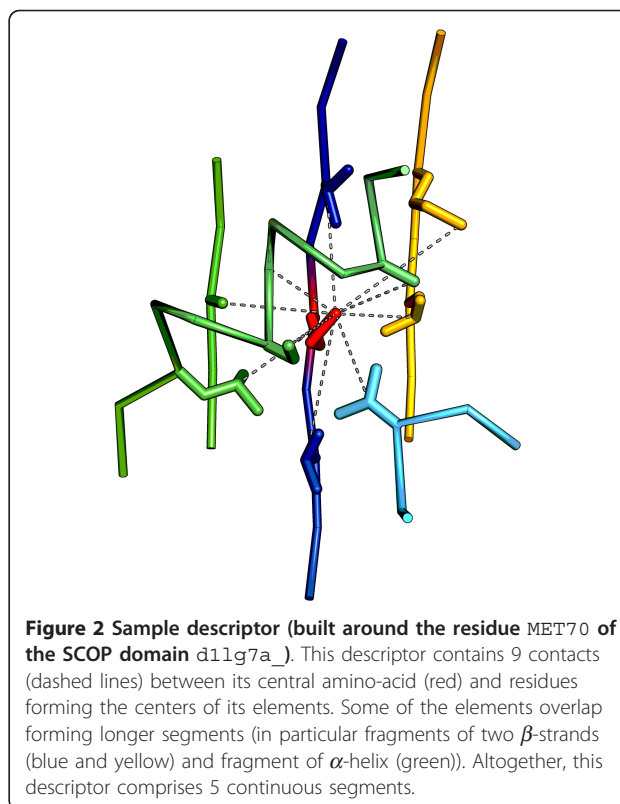 Figure 2 Sample descriptor (built around the residue MET70 of
the SCOP domain d1lg7a_). This descriptor contains 9 contacts
(dashed lines) between its central amino-acid (red) and residues
forming the centers of its elements. Some of the elements overlap
forming longer segments (in particular fragments of two β-strands
(blue and yellow) and fragment of α-helix (green)). Altogether, this
descriptor comprises 5 continuous segments.